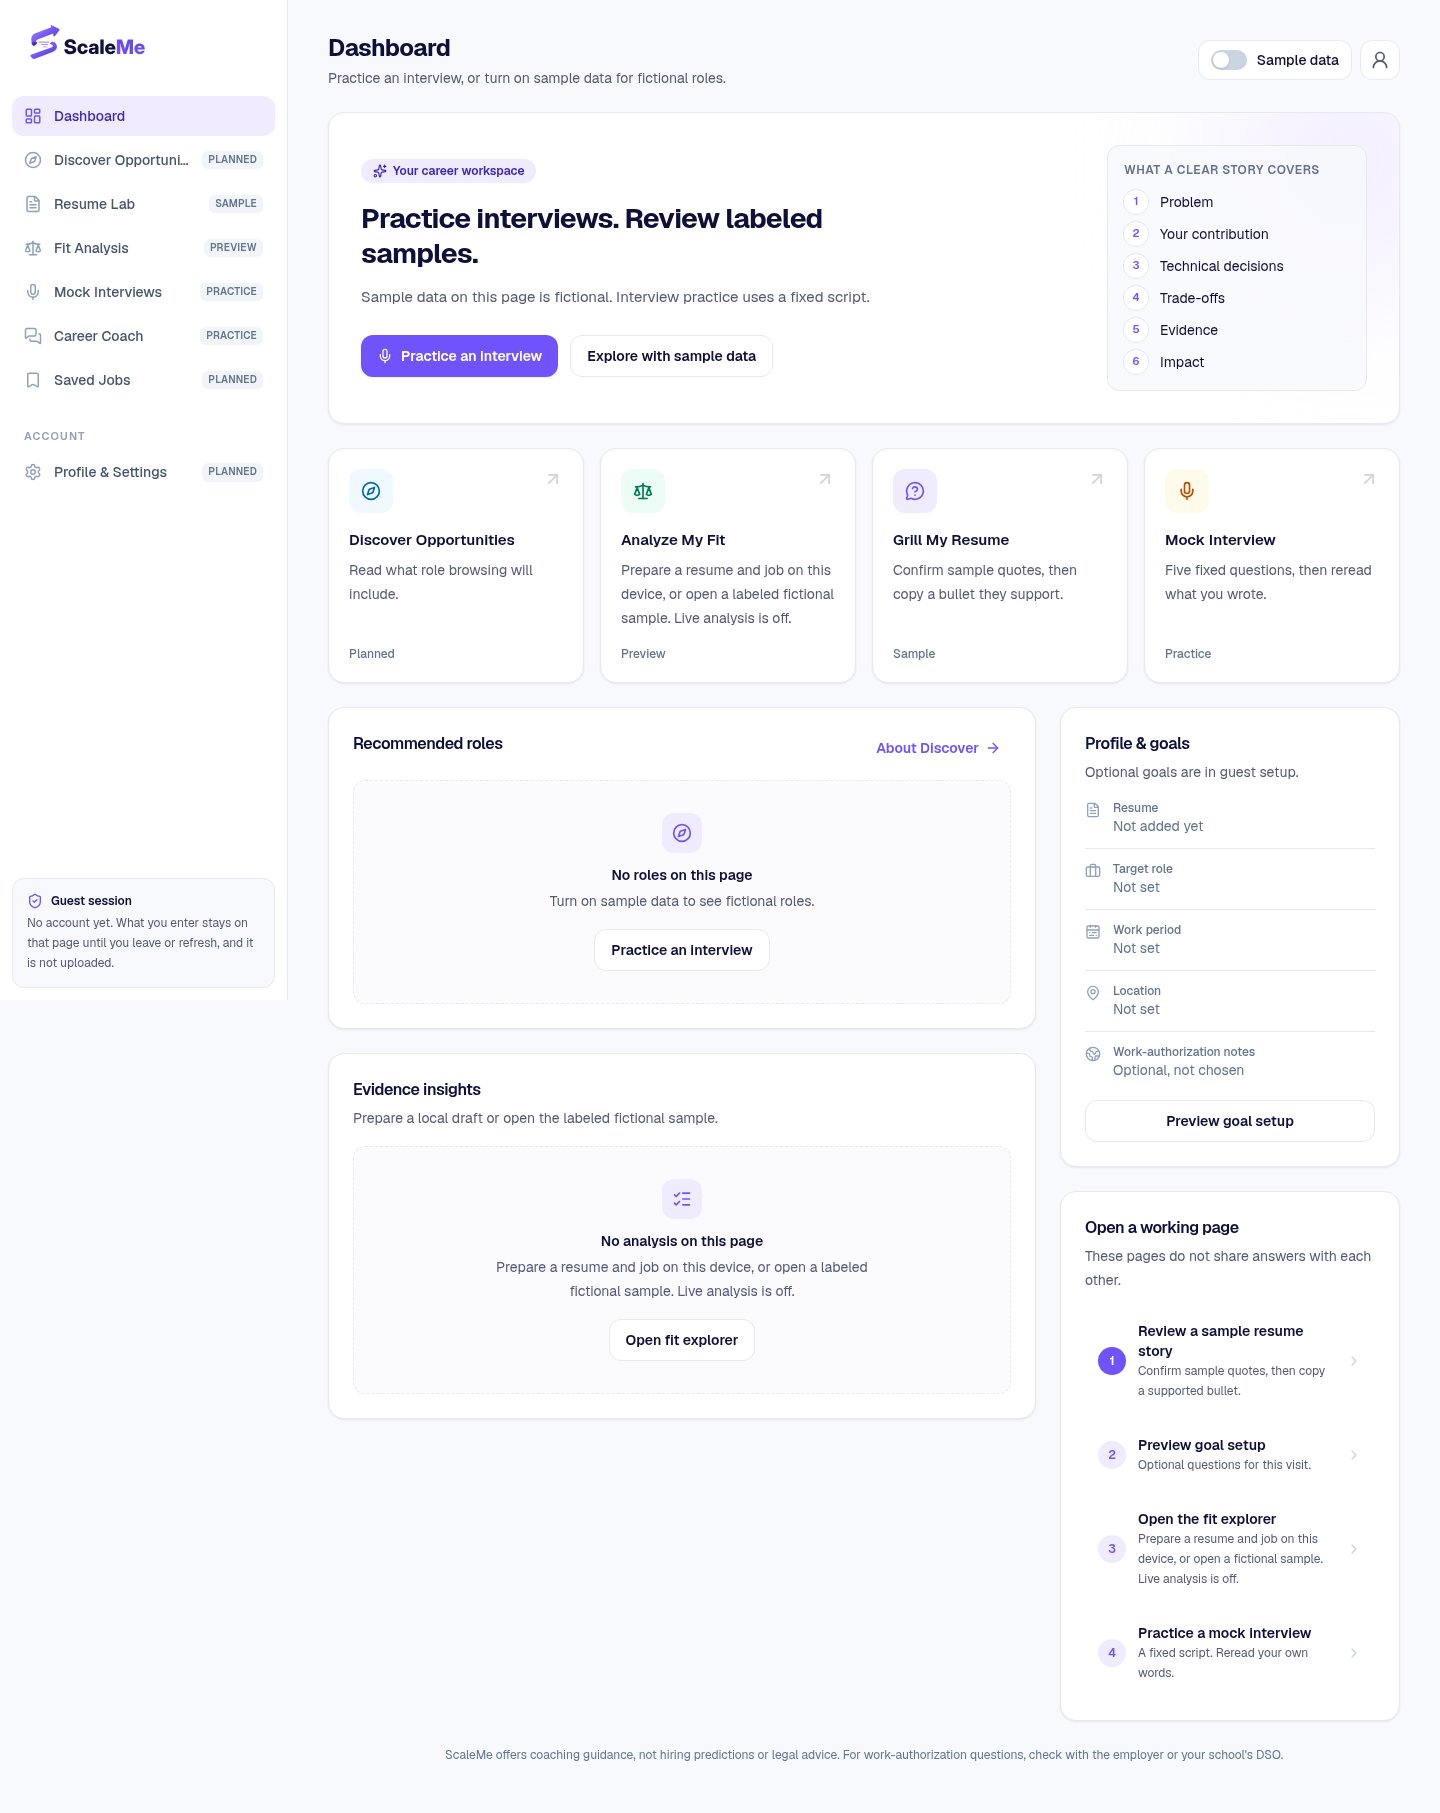 ScaleMe
Dashboard
Discover Opportuni...
PLANNED
Resume Lab
SAMPLE
Fit Analysis
PREVIEW
Mock Interviews
PRACTICE
Career Coach
PRACTICE
Saved Jobs
PLANNED
ACCOUNT
Profile & Settings
PLANNED
Guest session
No account yet. What you enter stays on
that page until you leave or refresh, and it
is not uploaded.
Dashboard
Practice an interview, or turn on sample data for fictional roles.
Sample data
Your career workspace
Practice interviews. Review labeled
samples.
Sample data on this page is fictional. Interview practice uses a fixed script.
Practice an interview
Explore with sample data
WHAT A CLEAR STORY COVERS
1 Problem
2 Your contribution
3 Technical decisions
4 Trade-offs
5 Evidence
6 Impact
Discover Opportunities
Read what role browsing will
include.
Planned
Analyze My Fit
Prepare a resume and job on this
device, or open a labeled fictional
sample. Live analysis is off.
Preview
Grill My Resume
Confirm sample quotes, then
copy a bullet they support.
Sample
Mock Interview
Five fixed questions, then reread
what you wrote.
Practice
Recommended roles
About Discover
No roles on this page
Turn on sample data to see fictional roles.
Practice an interview
Evidence insights
Prepare a local draft or open the labeled fictional sample.
No analysis on this page
Prepare a resume and job on this device, or open a labeled
fictional sample. Live analysis is off.
Open fit explorer
Profile & goals
Optional goals are in guest setup.
Resume
Not added yet
Target role
Not set
Work period
Not set
Location
Not set
Work-authorization notes
Optional, not chosen
Preview goal setup
Open a working page
These pages do not share answers with each
other.
1
Review a sample resume
story
Confirm sample quotes, then copy
a supported bullet.
2
Preview goal setup
Optional questions for this visit.
3
Open the fit explorer
Prepare a resume and job on this
device, or open a fictional sample.
Live analysis is off.
4
Practice a mock interview
A fixed script. Reread your own
words.
ScaleMe offers coaching guidance, not hiring predictions or legal advice. For work-authorization questions, check with the employer or your school's DSO.